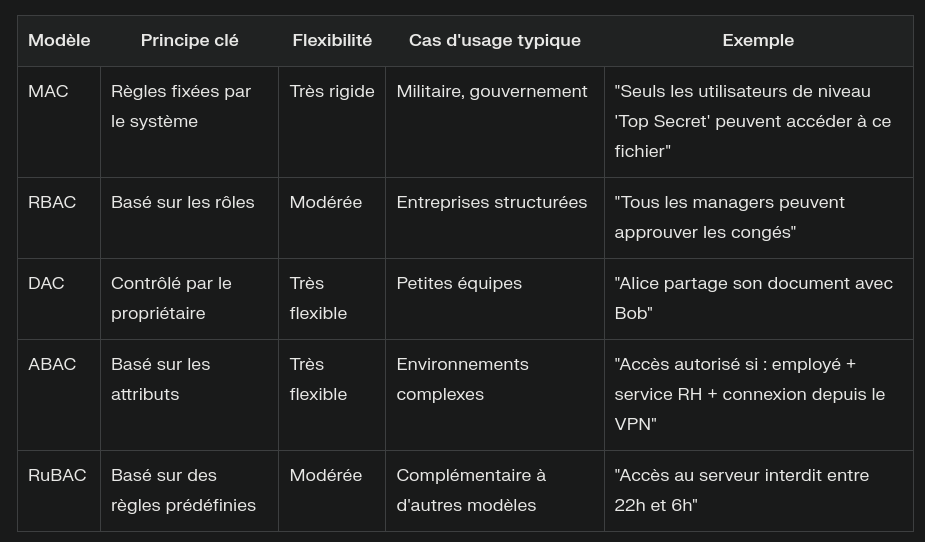 Modèle Principe clé Flexibilité Cas d'usage typique Exemple
MAC Règles fixées par Très rigide Militaire, gouvernement "Seuls les utilisateurs de niveau
le système 'Top Secret' peuvent accéder à ce
fichier"
RBAC Basé sur les rôles Modérée Entreprises structurées "Tous les managers peuvent
approuver les congés"
DAC Contrôlé par le Très Petites équipes "Alice partage son document avec
propriétaire flexible Bob"
ABAC Basé sur les Très Environnements "Accès autorisé si : employé +
attributs flexible complexes service RH + connexion depuis le
VPN"
RuBAC Basé sur des Modérée Complémentaire à "Accès au serveur interdit entre
règles prédéfinies d'autres modèles 22h et 6h"